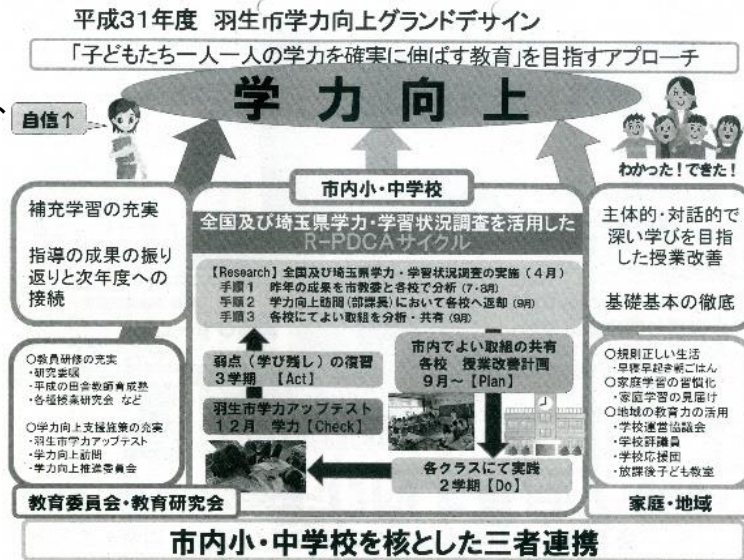 平成31年度 羽生市学力向上グランドデザイン
「子どもたち一人一人の学力を確実に伸ばす教育」を目指すアプローチ
学力向上
自信↑
わかった！できた！
補充学習の充実
指導の成果の振り
返りと次年度への
接続
市内小・中学校
全国及び埼玉県学力・学習状況調査を活用した
R-PDCAサイクル
【Research】全国及び埼玉県学力・学習状況調査の実施（４月）
手順１ 昨年の成果を市教委と各校で分析（7・8月）
手順２ 学力向上訪問（部課長）において各校へ返却（9月）
手順３ 各校にてよい取組を分析・共有（9月）
弱点（学び残し）の復習
３学期 【Act】
市内でよい取組の共有
各校 授業改善計画
９月～【Plan】
羽生市学力アップテスト
１２月 学力【Check】
各クラスにて実践
２学期【Do】
主体的・対話的で
深い学びを目指
した授業改善
基礎基本の徹底
○教員研修の充実
・研究委嘱
・平成の田舎教師育成塾
・各種授業研究会 など
○学力向上支援施策の充実
・羽生市学力アップテスト
・学力向上訪問
・学力向上推進委員会
教育委員会・教育研究会
○規則正しい生活
・早寝早起き朝ごはん
○家庭学習の習慣化
・家庭学習の見届け
○地域の教育力の活用
・学校運営協議会
・学校評議員
・学校応援団
・放課後子ども教室
家庭・地域
市内小・中学校を核とした三者連携